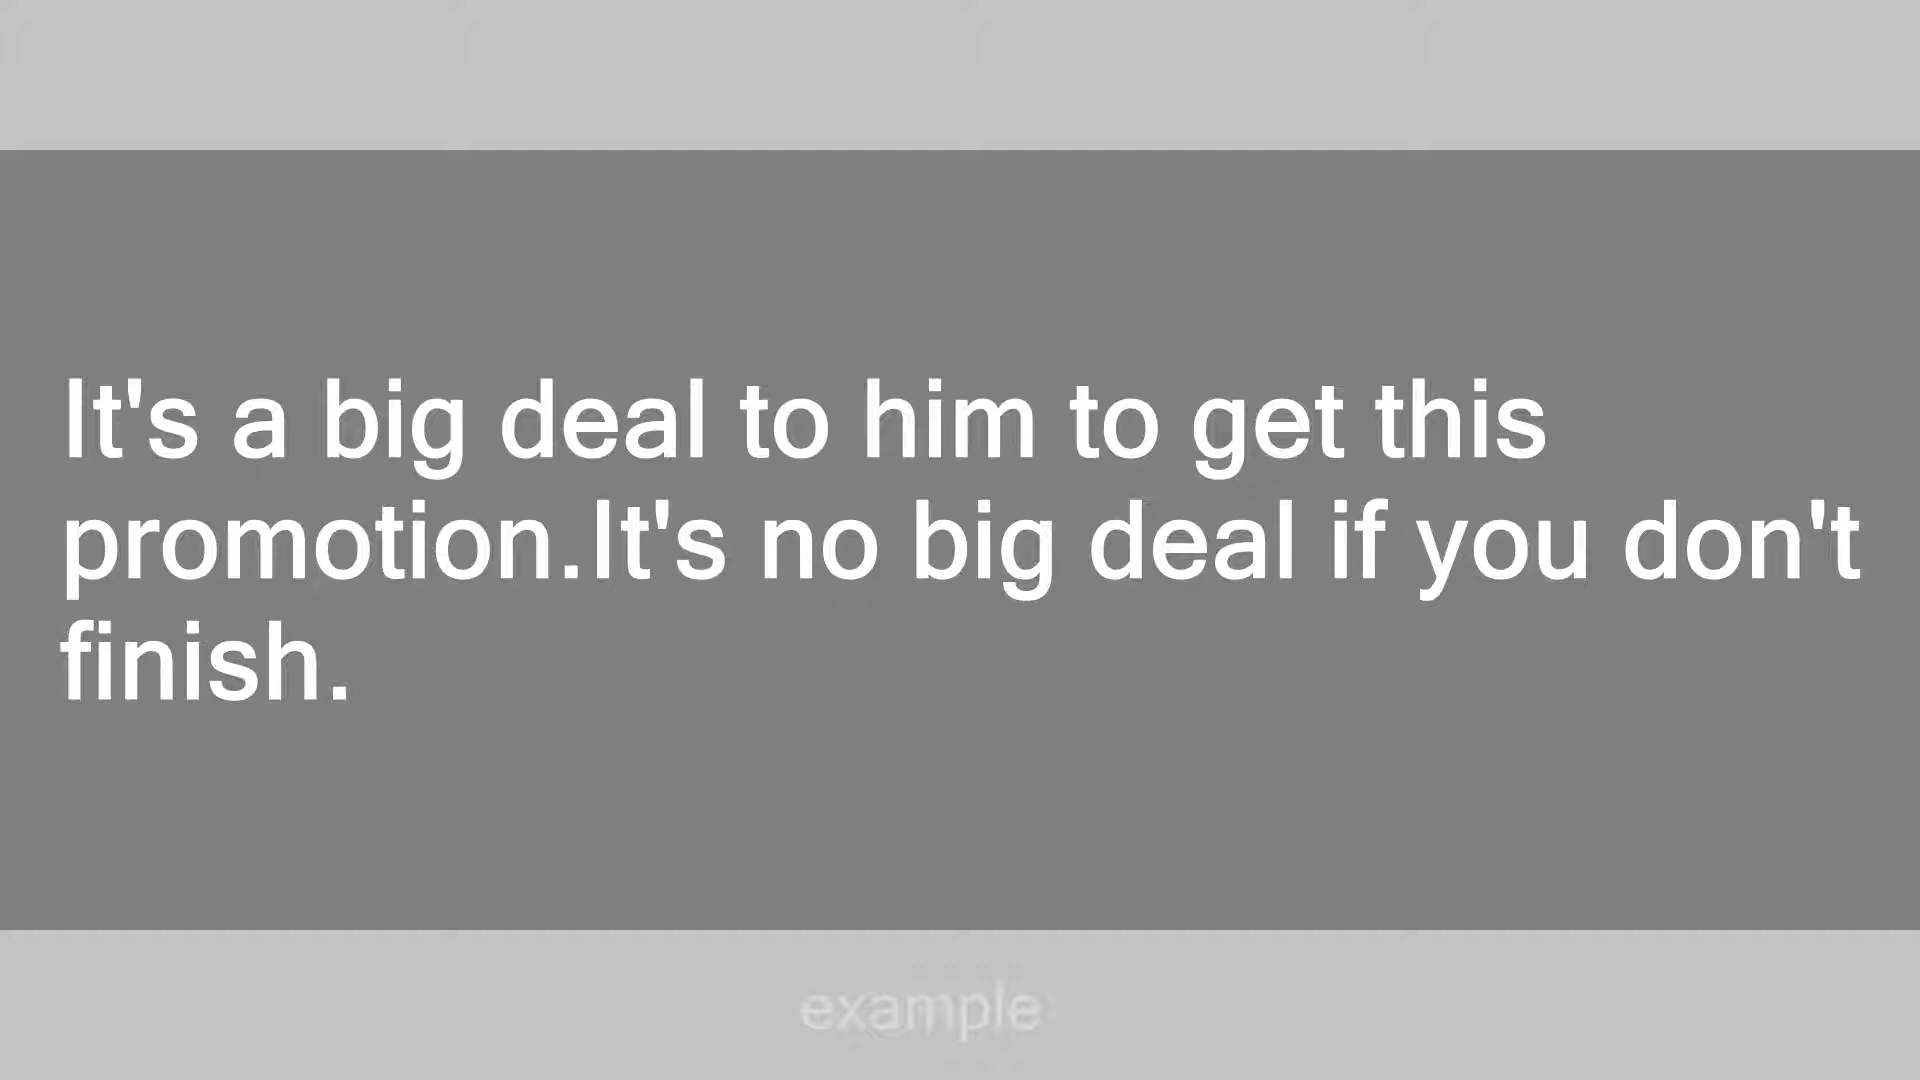 It's a big deal to him to get this
promotion.It's no big deal if you don't
finish.
example